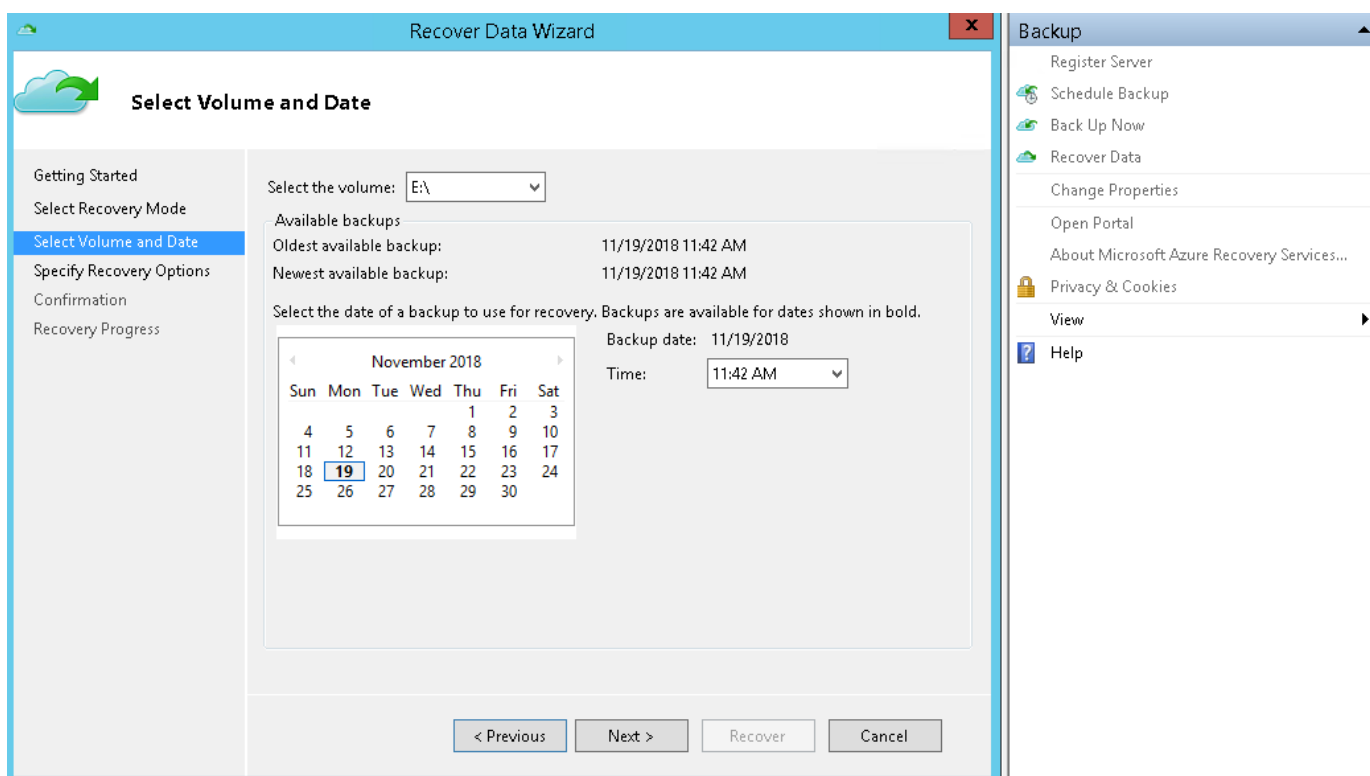 Recover Data Wizard
x
Select Volume and Date
Getting Started
Select Recovery Mode
Select Volume and Date
Specify Recovery Options
Confirmation
Recovery Progress
Select the volume: E:\
Available backups
Oldest available backup: 11/19/2018 11:42 AM
Newest available backup: 11/19/2018 11:42 AM
Select the date of a backup to use for recovery. Backups are available for dates shown in bold.
November 2018
Sun Mon Tue Wed Thu Fri Sat
1 2 3
4 5 6 7 8 9 10
11 12 13 14 15 16 17
18 19 20 21 22 23 24
25 26 27 28 29 30
Backup date: 11/19/2018
Time: 11:42 AM
< Previous Next > Recover Cancel
Backup
Register Server
Schedule Backup
Back Up Now
Recover Data
Change Properties
Open Portal
About Microsoft Azure Recovery Services...
Privacy & Cookies
View
? Help